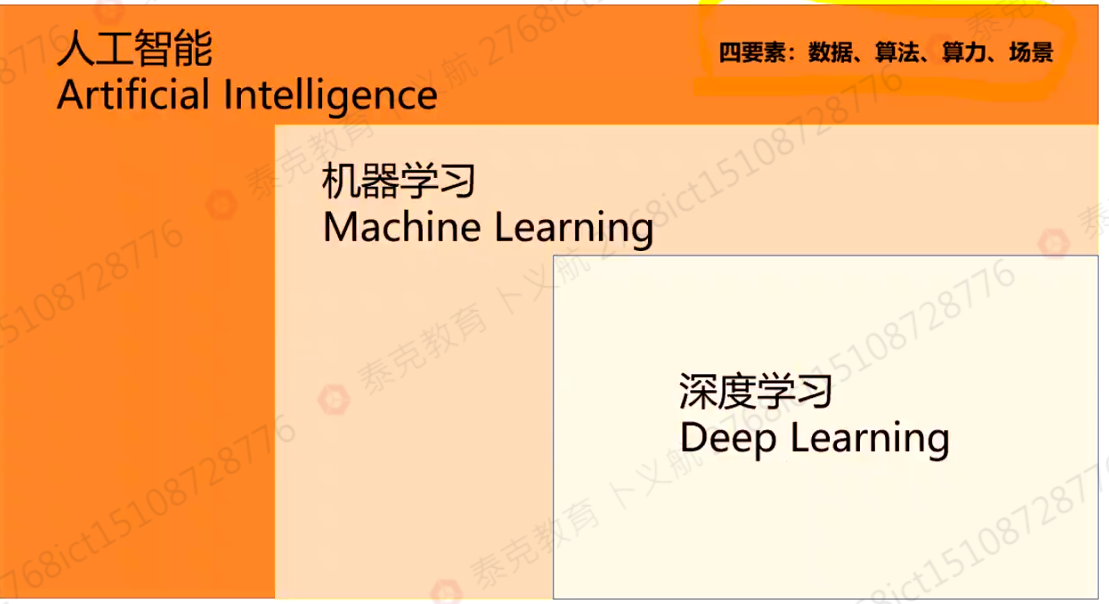 人工智能
Artificial Intelligence
四要素：数据、算法、算力、场景
机器学习
Machine Learning
深度学习
Deep Learning
泰克教育 卜义航 2768ict15108728776